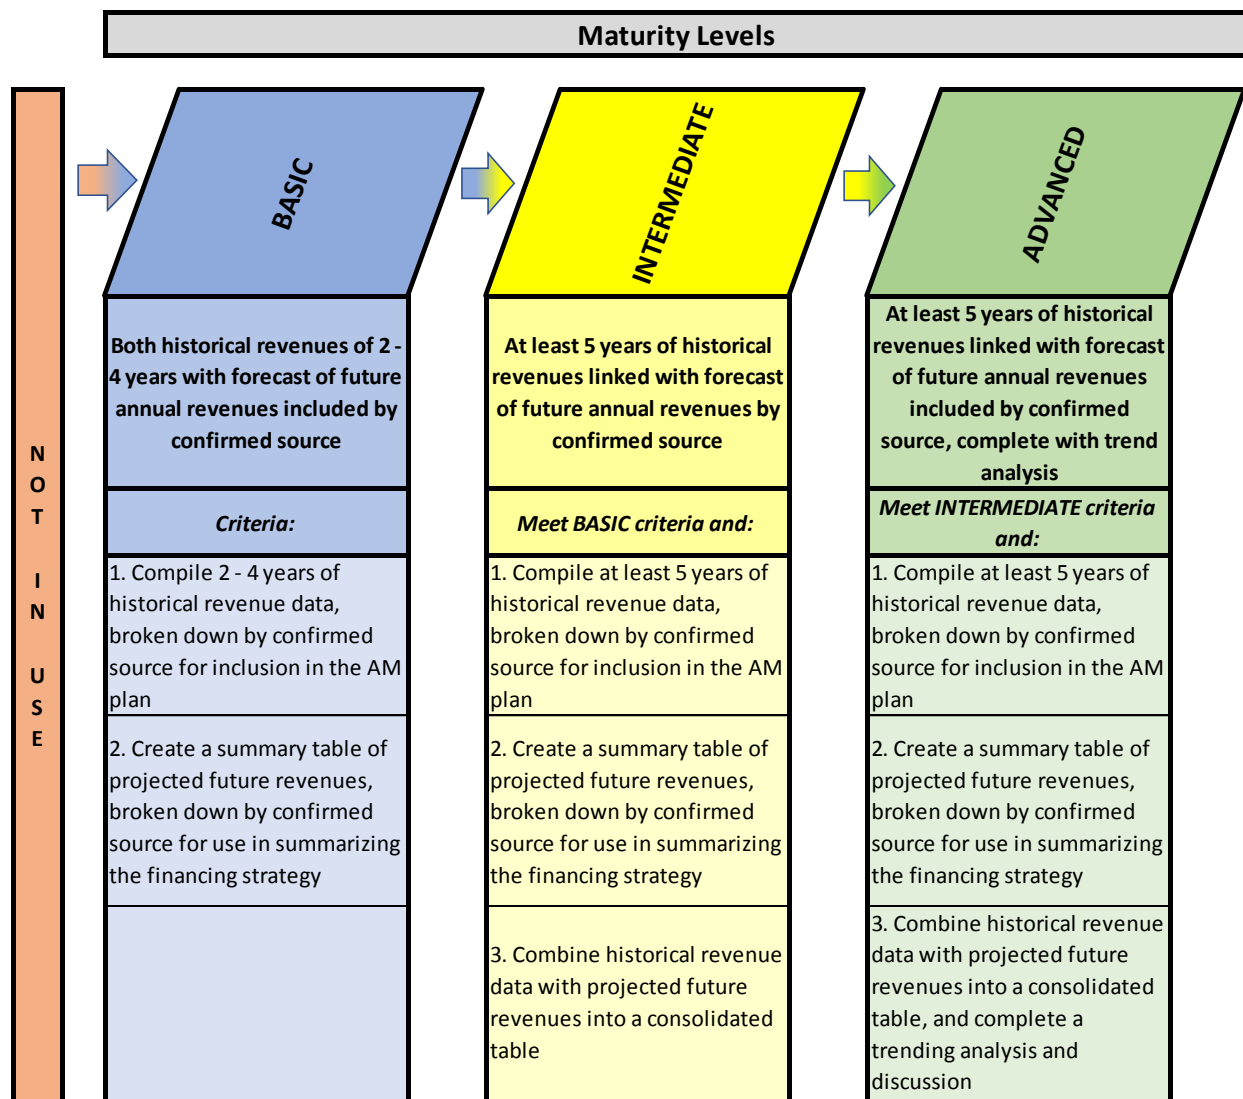 Maturity Levels
NOT IN USE
BASIC
Both historical revenues of 2 -
4 years with forecast of future
annual revenues included by
confirmed source
Criteria:
1. Compile 2 - 4 years of
historical revenue data,
broken down by confirmed
source for inclusion in the AM
plan
2. Create a summary table of
projected future revenues,
broken down by confirmed
source for use in summarizing
the financing strategy
INTERMEDIATE
At least 5 years of historical
revenues linked with forecast
of future annual revenues by
confirmed source
Meet BASIC criteria and:
1. Compile at least 5 years of
historical revenue data,
broken down by confirmed
source for inclusion in the AM
plan
2. Create a summary table of
projected future revenues,
broken down by confirmed
source for use in summarizing
the financing strategy
3. Combine historical revenue
data with projected future
revenues into a consolidated
table
ADVANCED
At least 5 years of historical
revenues linked with forecast
of future annual revenues
included by confirmed
source, complete with trend
analysis
Meet INTERMEDIATE criteria
and:
1. Compile at least 5 years of
historical revenue data,
broken down by confirmed
source for inclusion in the AM
plan
2. Create a summary table of
projected future revenues,
broken down by confirmed
source for use in summarizing
the financing strategy
3. Combine historical revenue
data with projected future
revenues into a consolidated
table, and complete a
trending analysis and
discussion